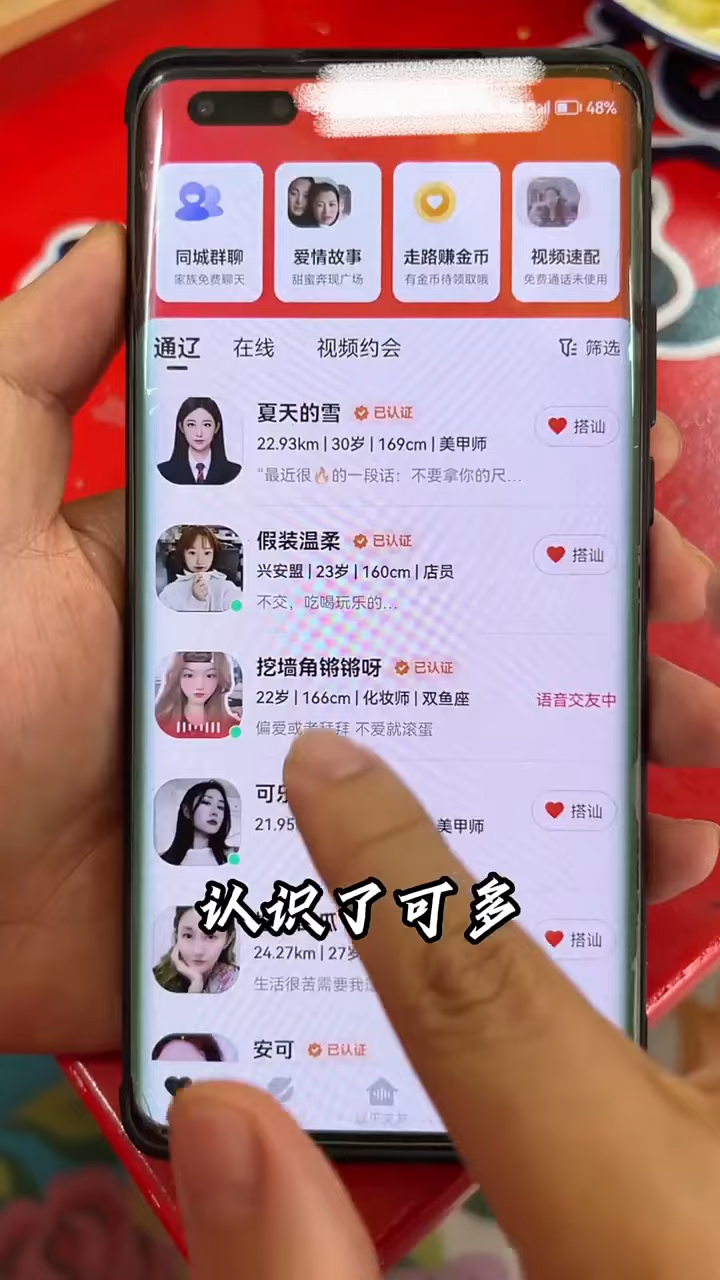 48%
同城群聊
爱情故事
走路赚金币
视频速配
家族免费聊天
甜蜜奔现广场
有金币待领取哦
免费通话未使用
通辽
在线
视频约会
筛选
夏天的雪 已认证
22.93km | 30岁 | 169cm | 美甲师
“最近很🔥的一段话：不要拿你的尺...
搭讪
假装温柔 已认证
兴安盟 | 23岁 | 160cm | 店员
不交，吃喝玩乐的...
搭讪
挖墙角锵锵呀 已认证
22岁 | 166cm | 化妆师 | 双鱼座
偏爱或者拜拜 不爱就滚蛋
语音交友中
可乐
21.95
美甲师
搭讪
认识了可多
24.27km | 27岁
生活很苦需要我
搭讪
安可 已认证